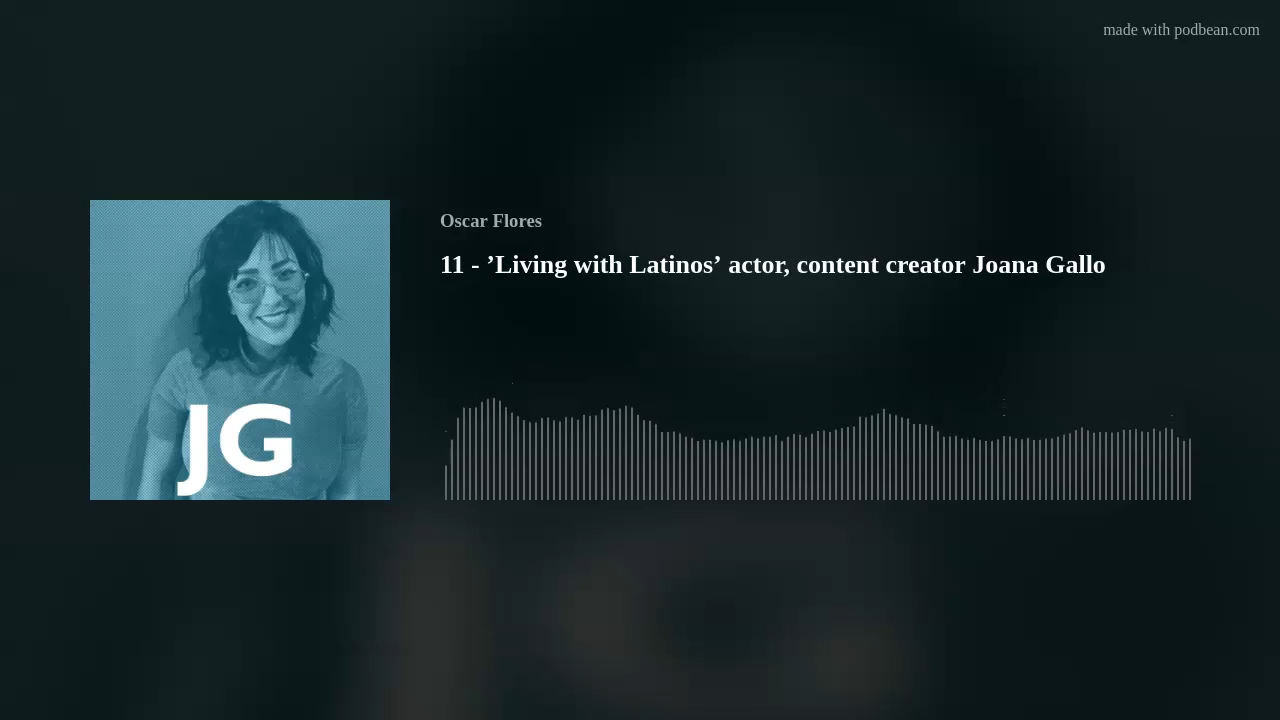 made with podbean.com
Oscar Flores
11 - ’Living with Latinos’ actor, content creator Joana Gallo
JG